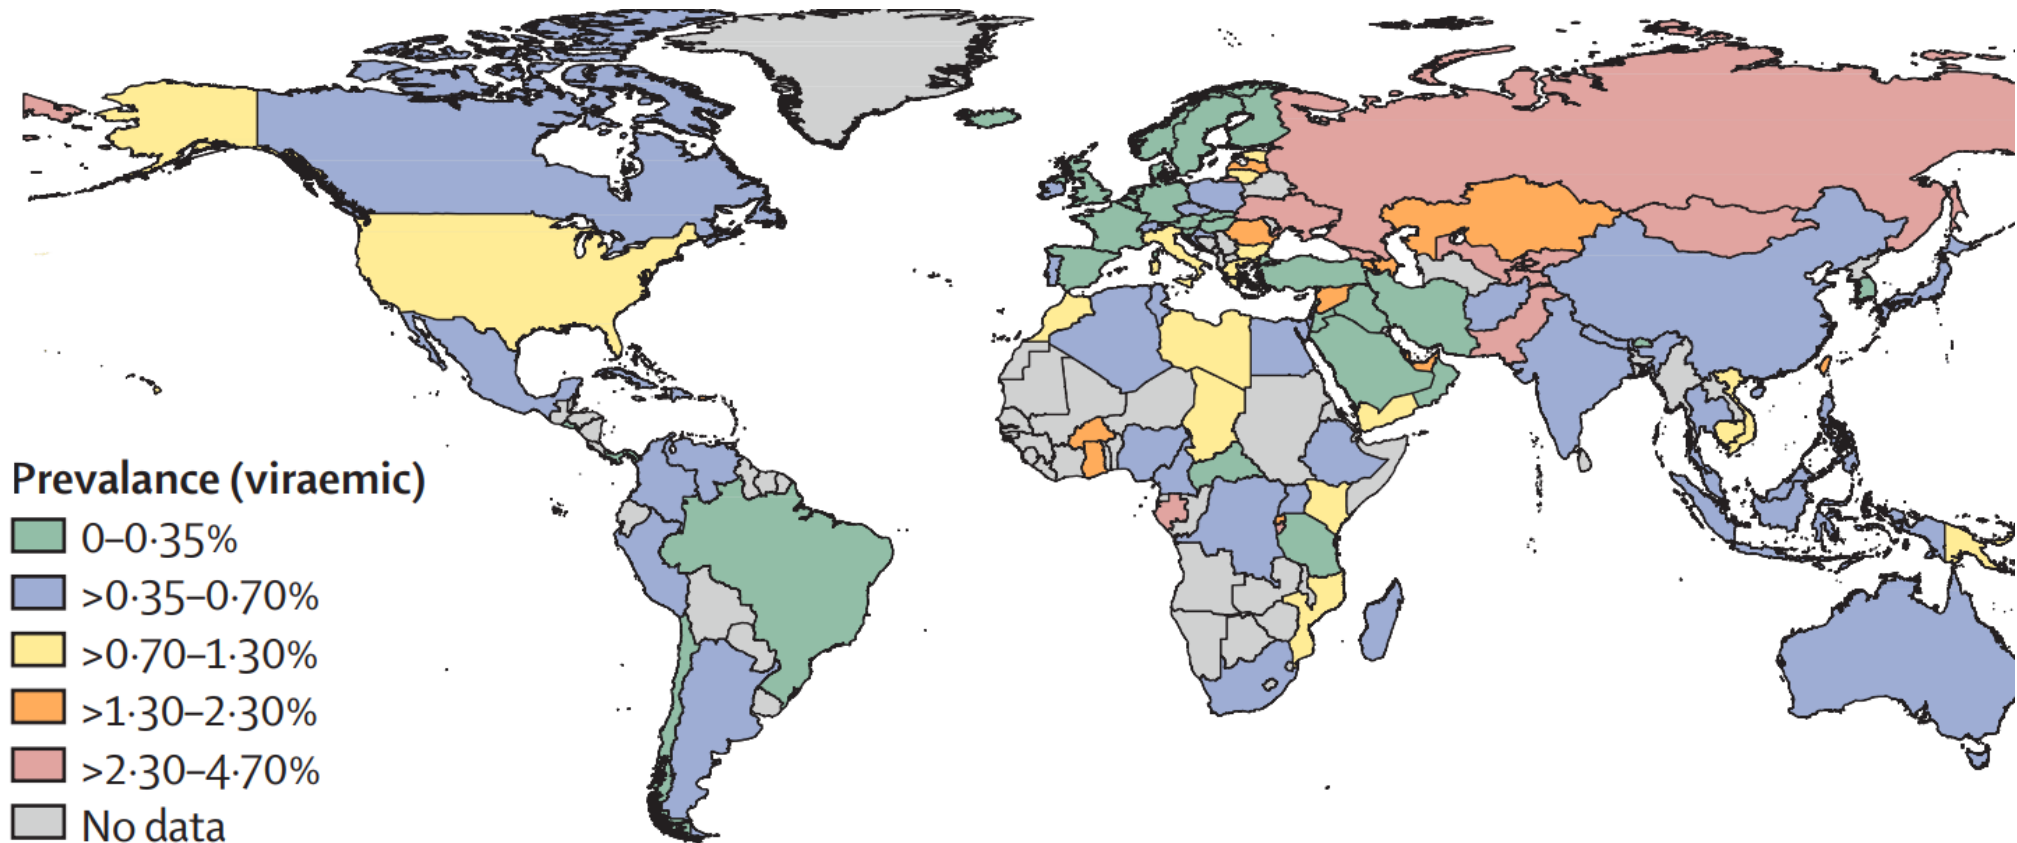 Prevalance (viraemic)
0–0·35%
>0·35–0·70%
>0·70–1·30%
>1·30–2·30%
>2·30–4·70%
No data